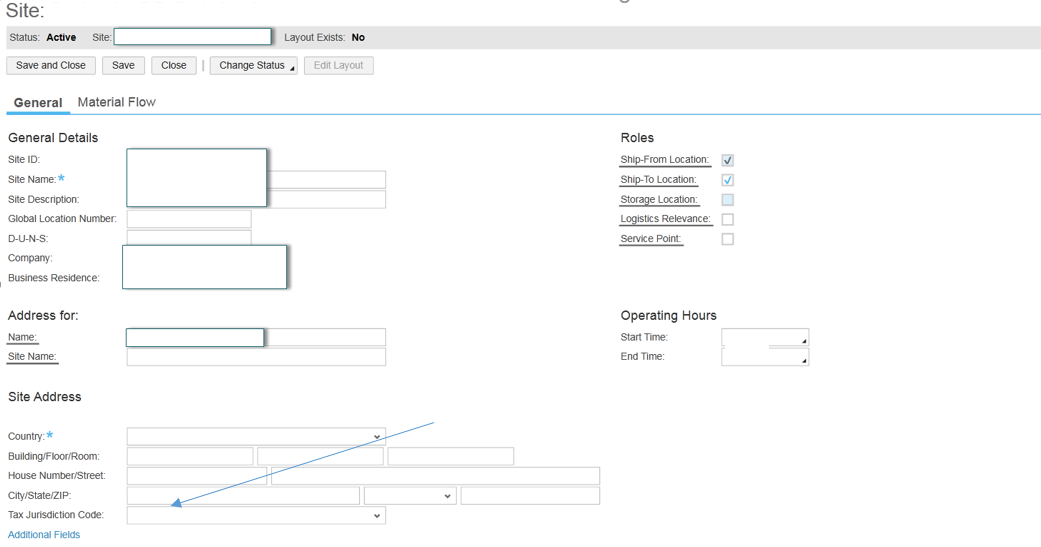 Site:
Status: Active Site: Layout Exists: No
Save and Close Save Close | Change Status Edit Layout
General Material Flow
General Details
Site ID:
Site Name: *
Site Description:
Global Location Number:
D-U-N-S:
Company:
Business Residence:
Roles
Ship-From Location:
Ship-To Location:
Storage Location:
Logistics Relevance:
Service Point:
Address for:
Name:
Site Name:
Operating Hours
Start Time:
End Time:
Site Address
Country: *
Building/Floor/Room:
House Number/Street:
City/State/ZIP:
Tax Jurisdiction Code:
Additional Fields